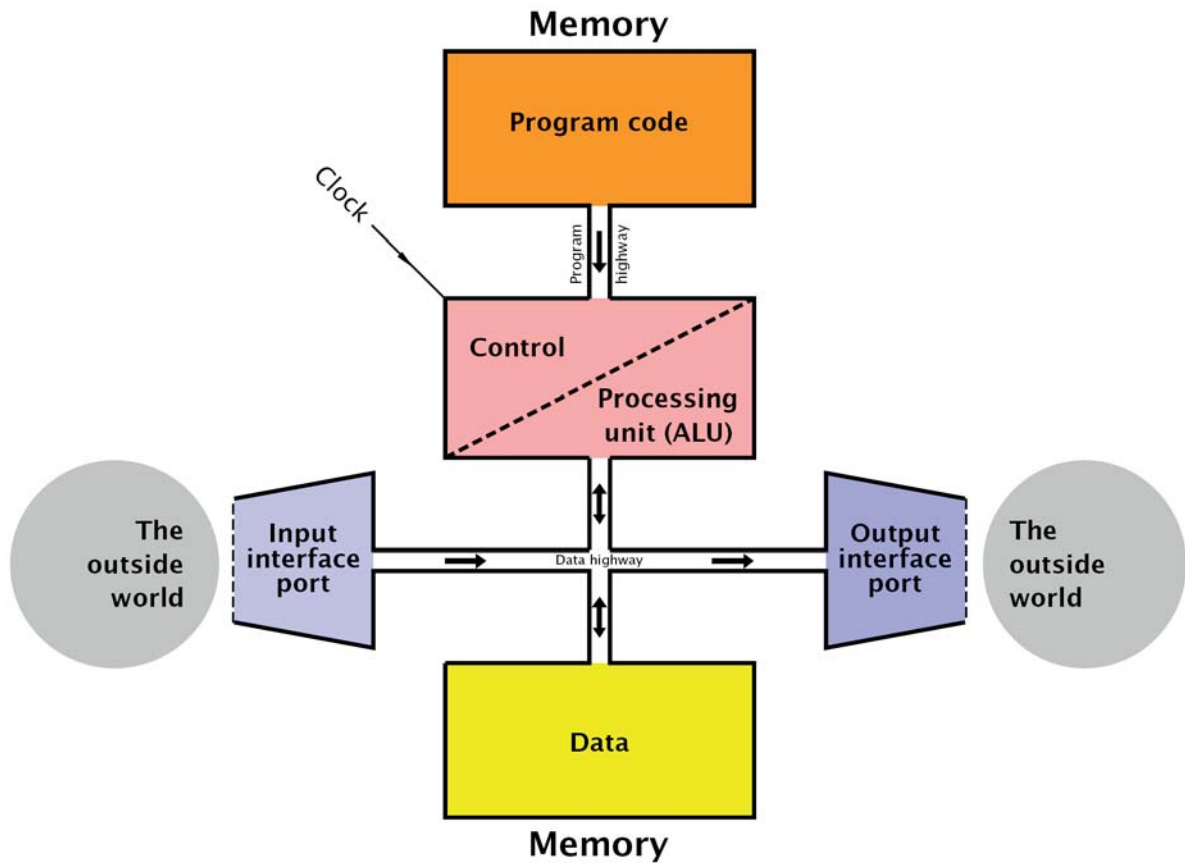 Memory
Program code
Clock
Program
highway
Control
Processing
unit (ALU)
The
outside
world
Input
interface
port
Data highway
Output
interface
port
The
outside
world
Data
Memory